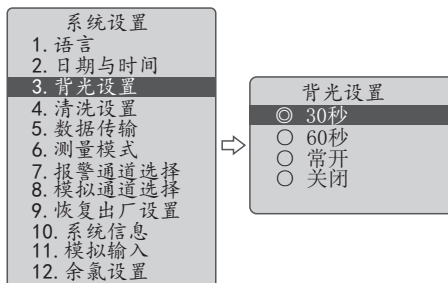 系统设置
1. 语言
2. 日期与时间
3. 背光设置
4. 清洗设置
5. 数据传输
6. 测量模式
7. 报警通道选择
8. 模拟通道选择
9. 恢复出厂设置
10. 系统信息
11. 模拟输入
12. 余氯设置
背光设置
◎ 30秒
○ 60秒
○ 常开
○ 关闭